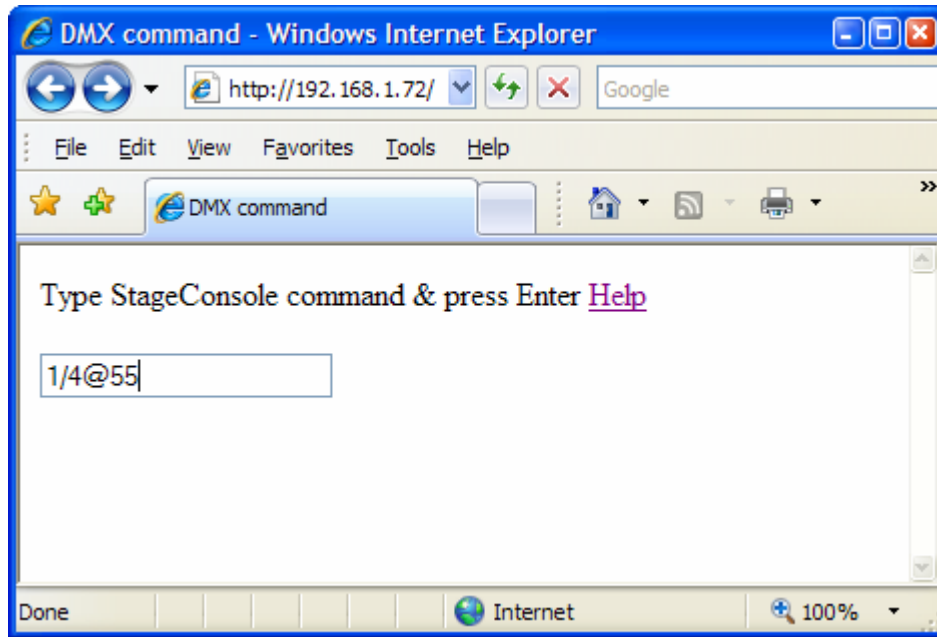 DMX command - Windows Internet Explorer
http://192.168.1.72/ Google
File Edit View Favorites Tools Help
DMX command »
Type StageConsole command & press Enter Help
1/4@55
Done Internet 100%